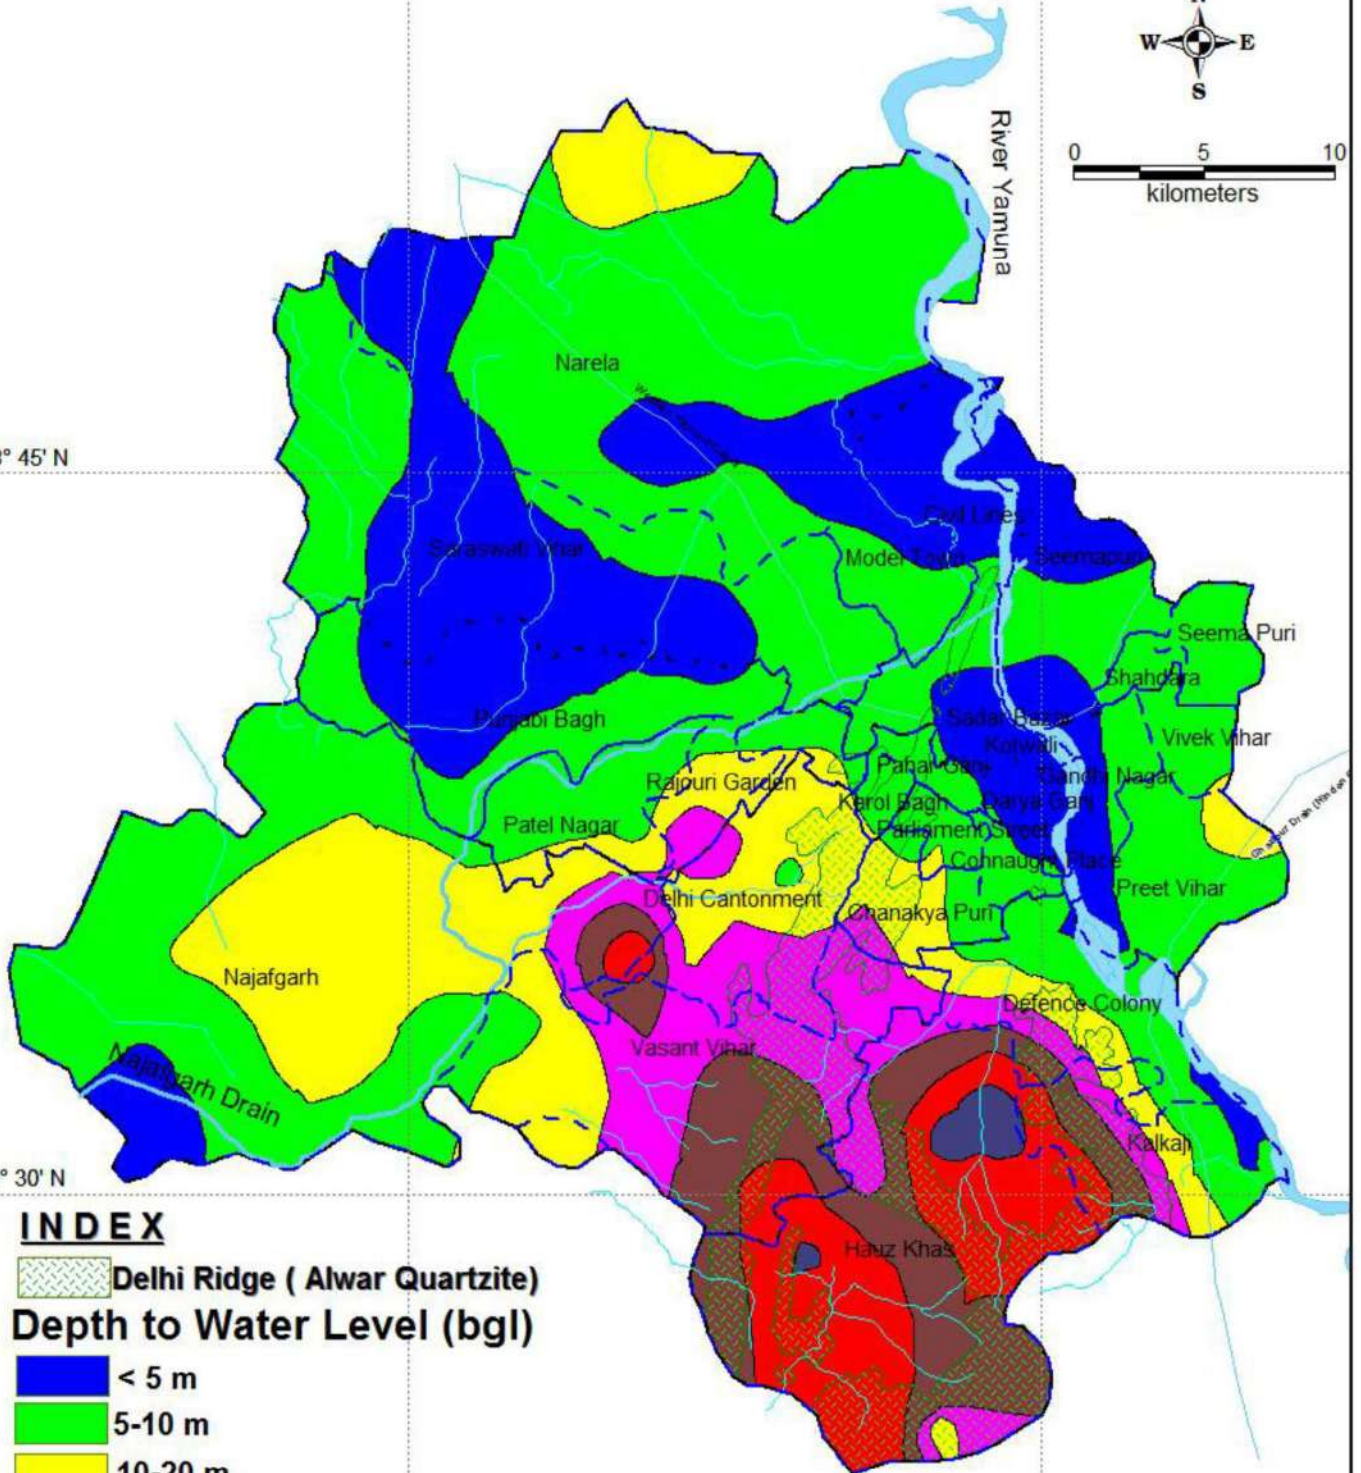 W E
S
0 5 10
kilometers
River Yamuna
Narela
° 45' N
Civil Lines
Saraswati Vihar
Model Town
Seemapuri
Seema Puri
Shahdara
Punjabi Bagh
Sadar Bazar
Kotwali
Vivek Vihar
Pahar Ganj
Gandhi Nagar
Rajouri Garden
Karol Bagh
Darya Ganj
Patel Nagar
Parliament Street
Connaught Place
Preet Vihar
Delhi Cantonment
Chanakya Puri
Najafgarh
Defence Colony
Vasant Vihar
Najafgarh Drain
Kalkaji
° 30' N
Hauz Khas
INDEX
Delhi Ridge ( Alwar Quartzite)
Depth to Water Level (bgl)
< 5 m
5-10 m
10-20 m